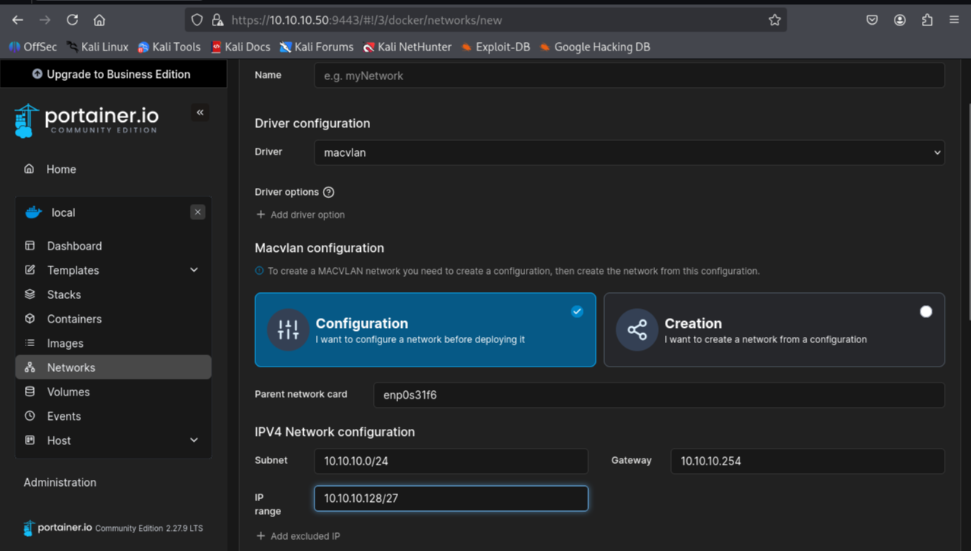 https://10.10.10.50:9443/#!/3/docker/networks/new
OffSec Kali Linux Kali Tools Kali Docs Kali Forums Kali NetHunter Exploit-DB Google Hacking DB
Upgrade to Business Edition
portainer.io
COMMUNITY EDITION
Home
local
Dashboard
Templates
Stacks
Containers
Images
Networks
Volumes
Events
Host
Administration
portainer.io Community Edition 2.27.9 LTS
Name e.g. myNetwork
Driver configuration
Driver macvlan
Driver options
Add driver option
Macvlan configuration
To create a MACVLAN network you need to create a configuration, then create the network from this configuration.
Configuration
I want to configure a network before deploying it
Creation
I want to create a network from a configuration
Parent network card enp0s31f6
IPV4 Network configuration
Subnet 10.10.10.0/24 Gateway 10.10.10.254
IP range 10.10.10.128/27
Add excluded IP